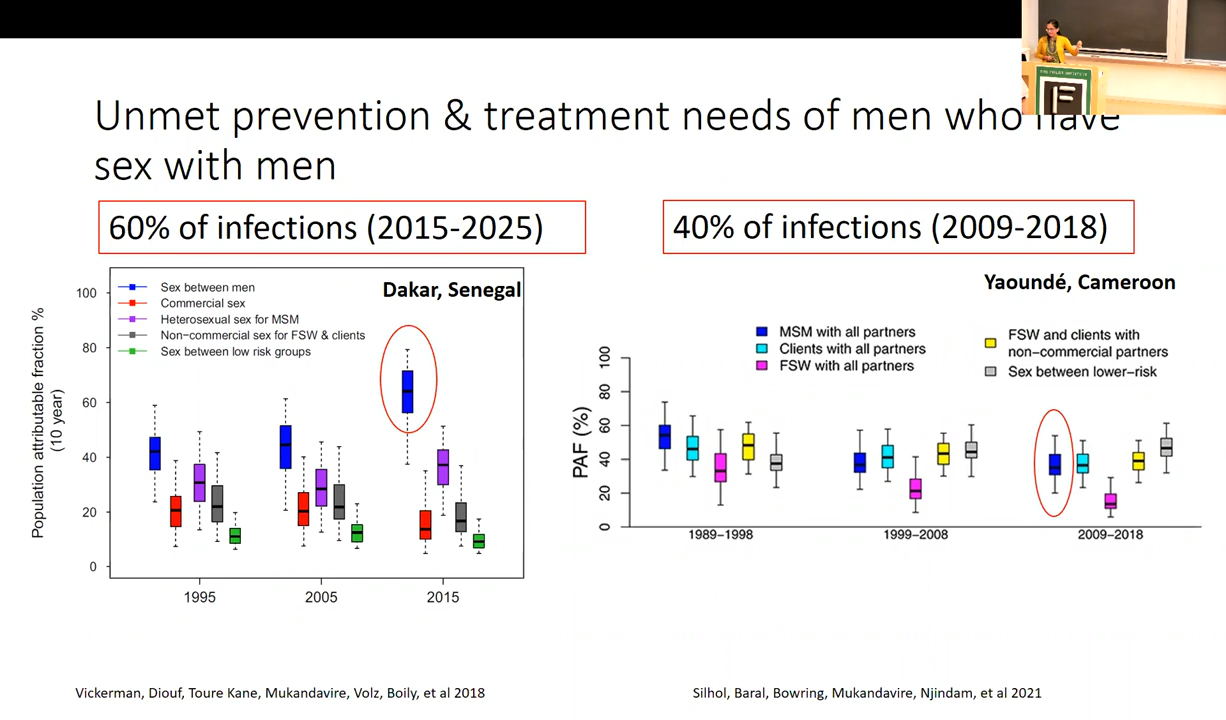 Unmet prevention & treatment needs of men who have
sex with men
60% of infections (2015-2025)
40% of infections (2009-2018)
Dakar, Senegal
Sex between men
Commercial sex
Heterosexual sex for MSM
Non−commercial sex for FSW & clients
Sex between low risk groups
Population attributable fraction %
(10 year)
100
80
60
40
20
0
1995
2005
2015
Yaoundé, Cameroon
MSM with all partners
Clients with all partners
FSW with all partners
FSW and clients with
non−commercial partners
Sex between lower−risk
PAF (%)
100
80
60
40
20
0
1989−1998
1999−2008
2009−2018
Vickerman, Diouf, Toure Kane, Mukandavire, Volz, Boily, et al 2018
Silhol, Baral, Bowring, Mukandavire, Njindam, et al 2021